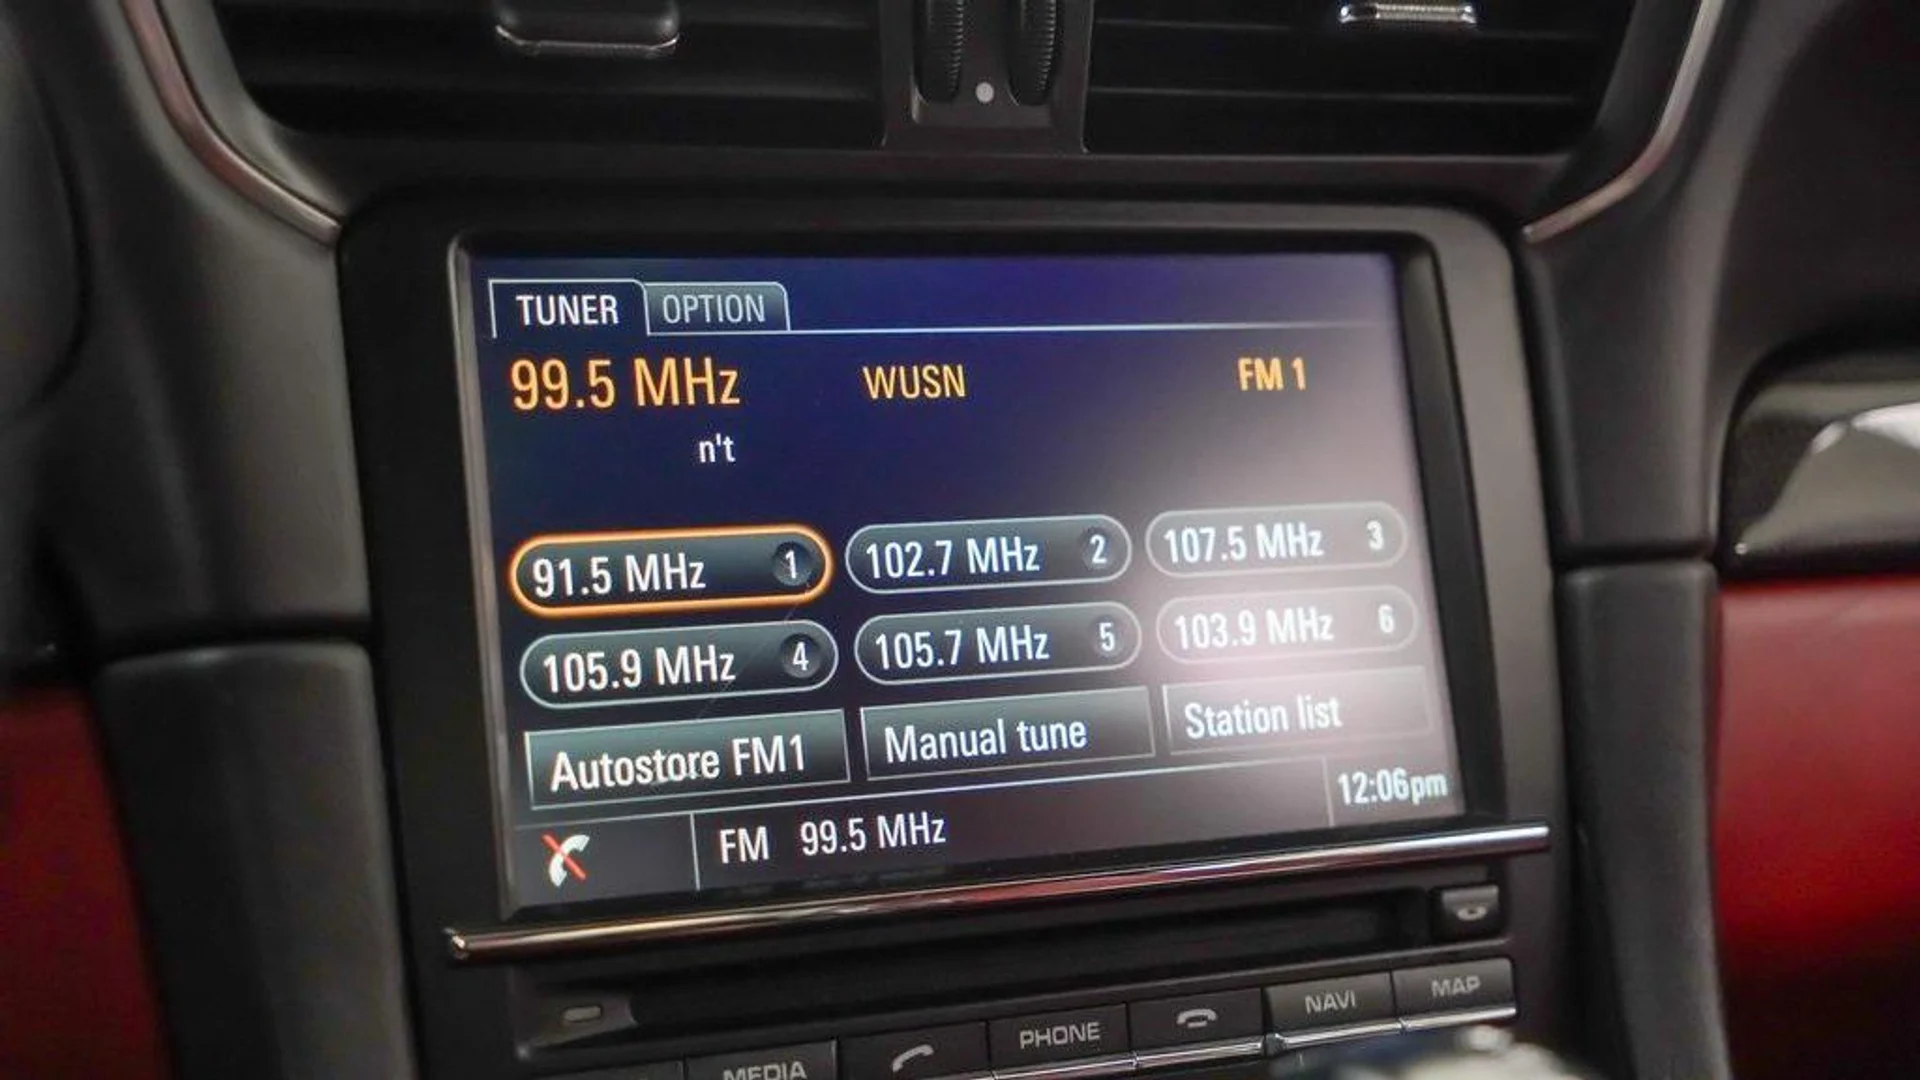 TUNER OPTION
99.5 MHz WUSN FM 1
n't
91.5 MHz 1 102.7 MHz 2 107.5 MHz 3
105.9 MHz 4 105.7 MHz 5 103.9 MHz 6
Autostore FM1 Manual tune Station list
FM 99.5 MHz 12:06pm
MEDIA PHONE NAVI MAP